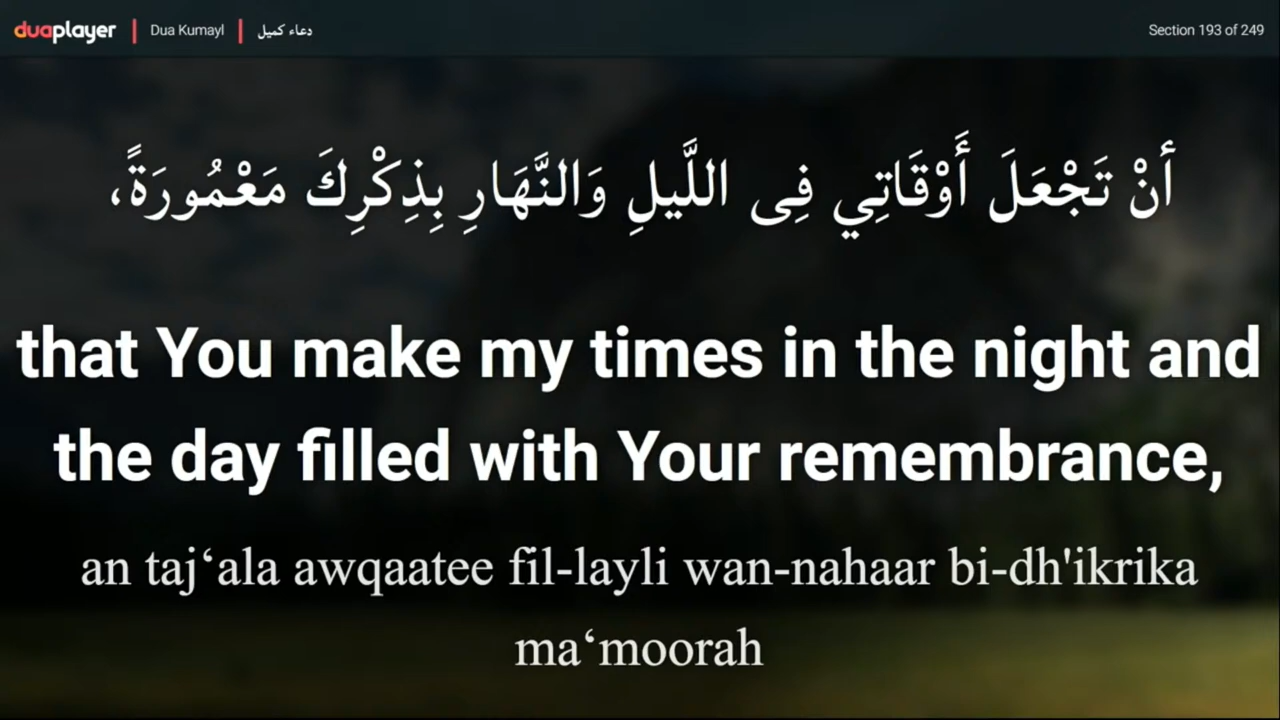 duaplayer | Dua Kumayl | دعاء كميل
Section 193 of 249
أنْ تَجْعَلَ أَوْقَاتِي فِى اللَّيلِ وَالنَّهَارِ بِذِكْرِكَ مَعْمُورَةً،
that You make my times in the night and
the day filled with Your remembrance,
an taj‘ala awqaatee fil-layli wan-nahaar bi-dh'ikrika
ma‘moorah